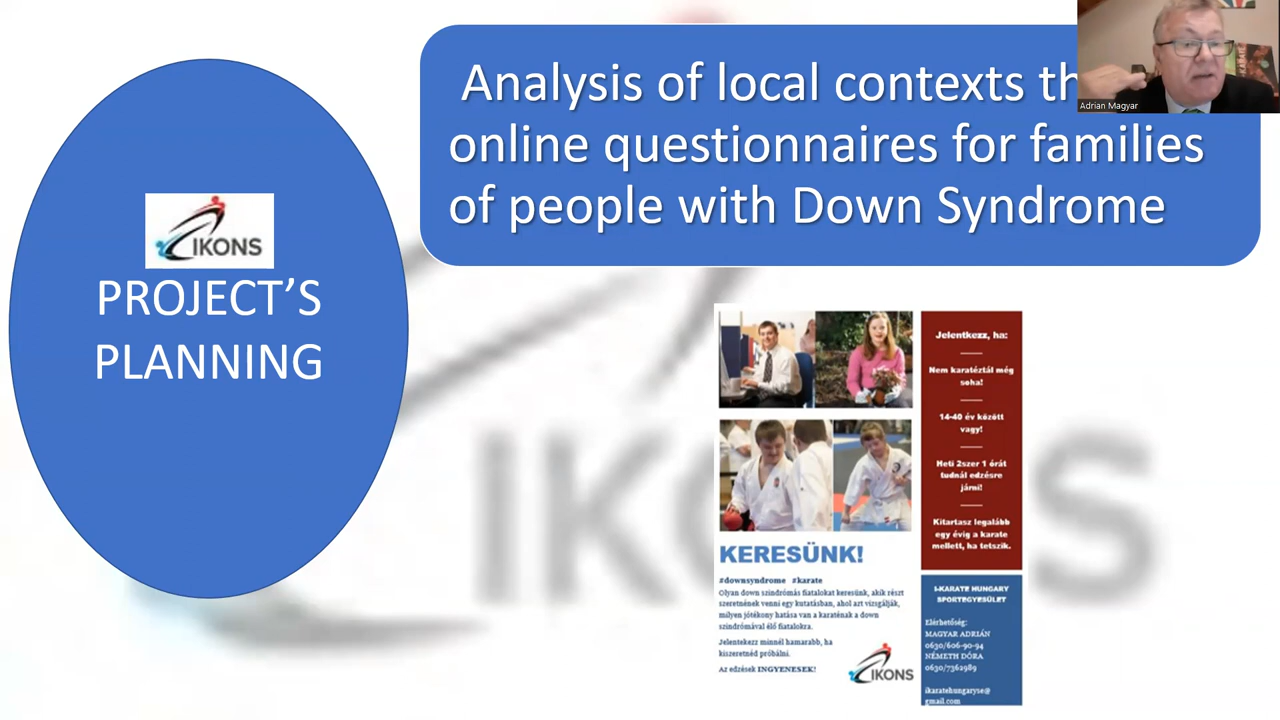 IKONS
PROJECT’S
PLANNING
Analysis of local contexts th
online questionnaires for families
of people with Down Syndrome
Adrian Magyar
KERESÜNK!
#downsyndrome #karate
Olyan down szindrómás fiatalokat keresünk, akik részt
szeretnének venni egy kutatásban, ahol azt vizsgálják,
milyen jótékony hatása van a karaténak a down
szindrómával élő fiatalokra.
Jelentekezz minnél hamarabb, ha
kiszeretnéd próbálni.
Az edzések INGYENESEK!
IKONS
Jelentkezz, ha:
Nem karatéztál még
soha!
14-40 év között
vagy!
Heti 2szer 1 órát
tudnál edzésre
járni!
Kitartasz legalább
egy évig a karate
mellett, ha tetszik.
I-KARATE HUNGARY
SPORTEGYESÜLET
Elérhetőség:
MAGYAR ADRIÁN
0630/606-90-94
NÉMETH DÓRA
0630/7362989
ikaratehungaryse@
gmail.com